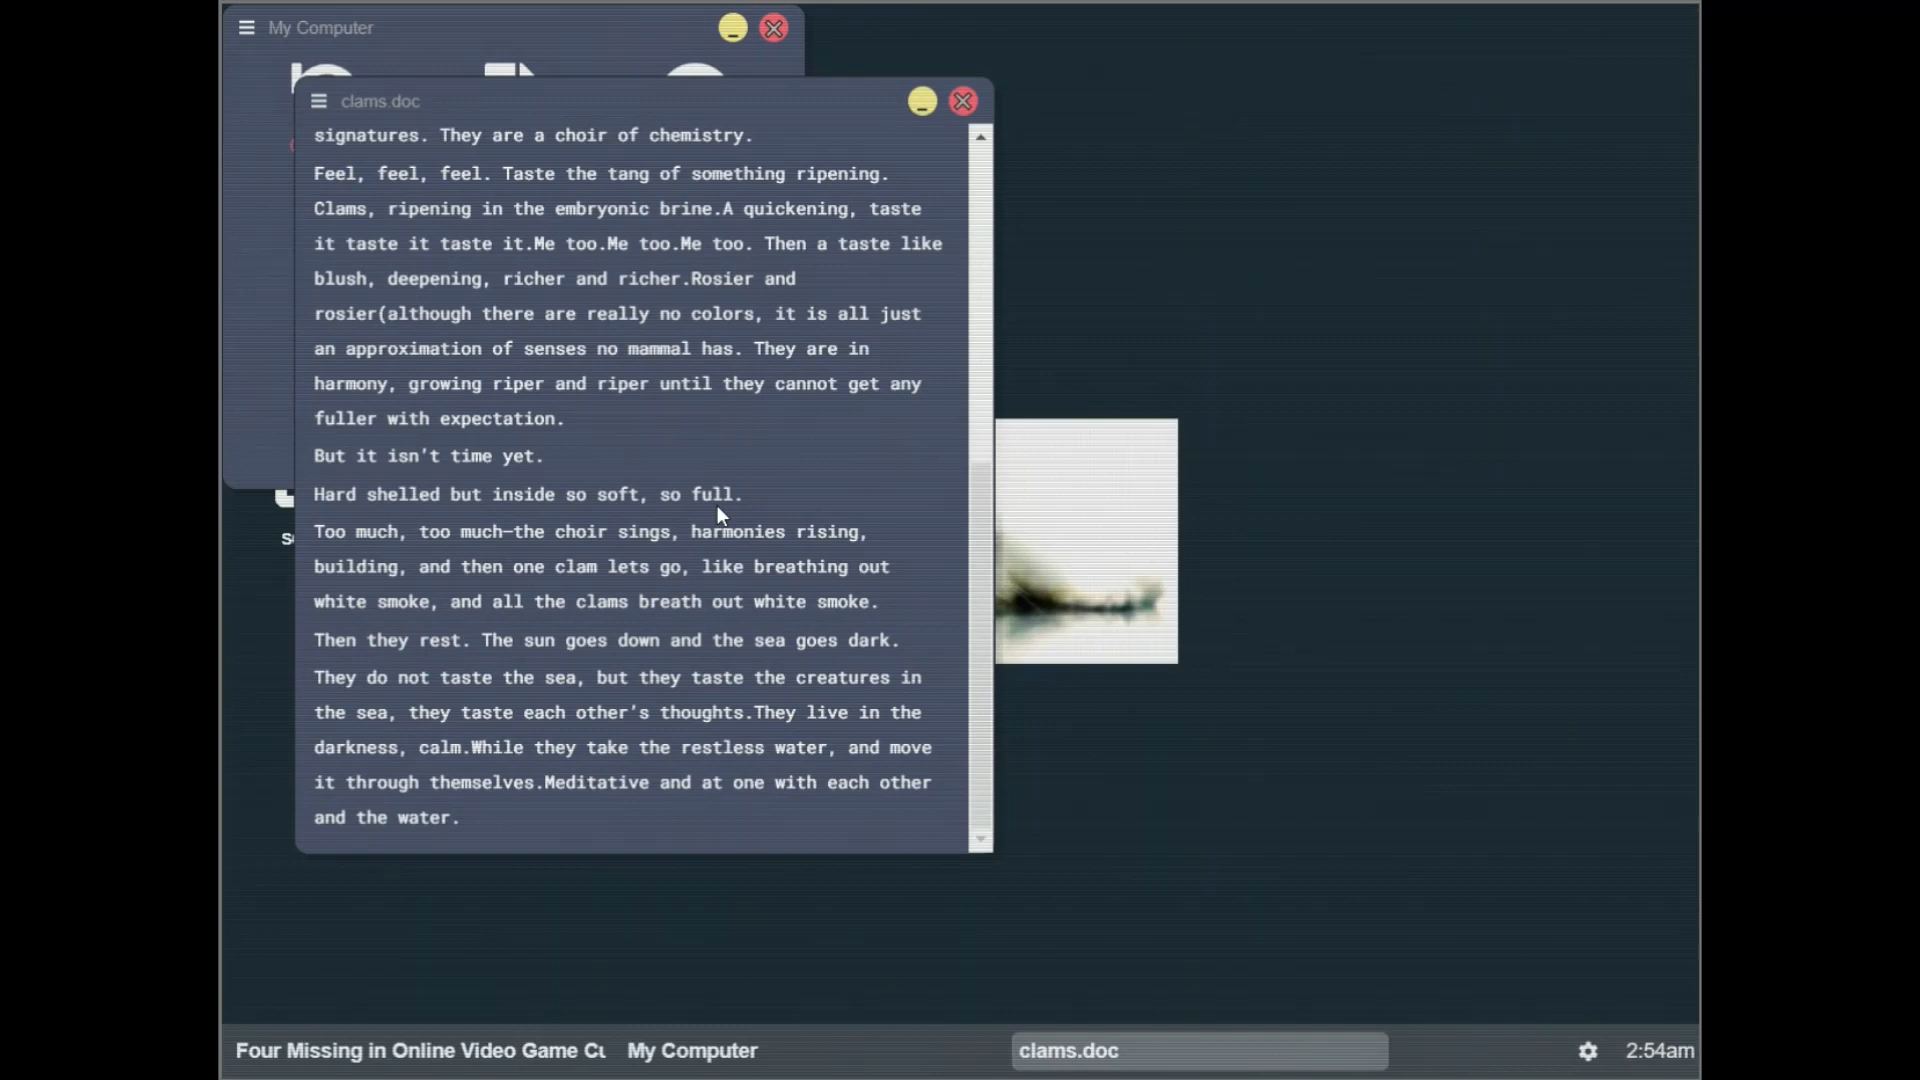 My Computer
clams.doc
signatures. They are a choir of chemistry.
Feel, feel, feel. Taste the tang of something ripening.
Clams, ripening in the embryonic brine.A quickening, taste
it taste it taste it.Me too.Me too.Me too. Then a taste like
blush, deepening, richer and richer.Rosier and
rosier(although there are really no colors, it is all just
an approximation of senses no mammal has. They are in
harmony, growing riper and riper until they cannot get any
fuller with expectation.
But it isn't time yet.
Hard shelled but inside so soft, so full.
Too much, too much—the choir sings, harmonies rising,
building, and then one clam lets go, like breathing out
white smoke, and all the clams breath out white smoke.
Then they rest. The sun goes down and the sea goes dark.
They do not taste the sea, but they taste the creatures in
the sea, they taste each other's thoughts.They live in the
darkness, calm.While they take the restless water, and move
it through themselves.Meditative and at one with each other
and the water.
Four Missing in Online Video Game
My Computer
clams.doc
2:54am